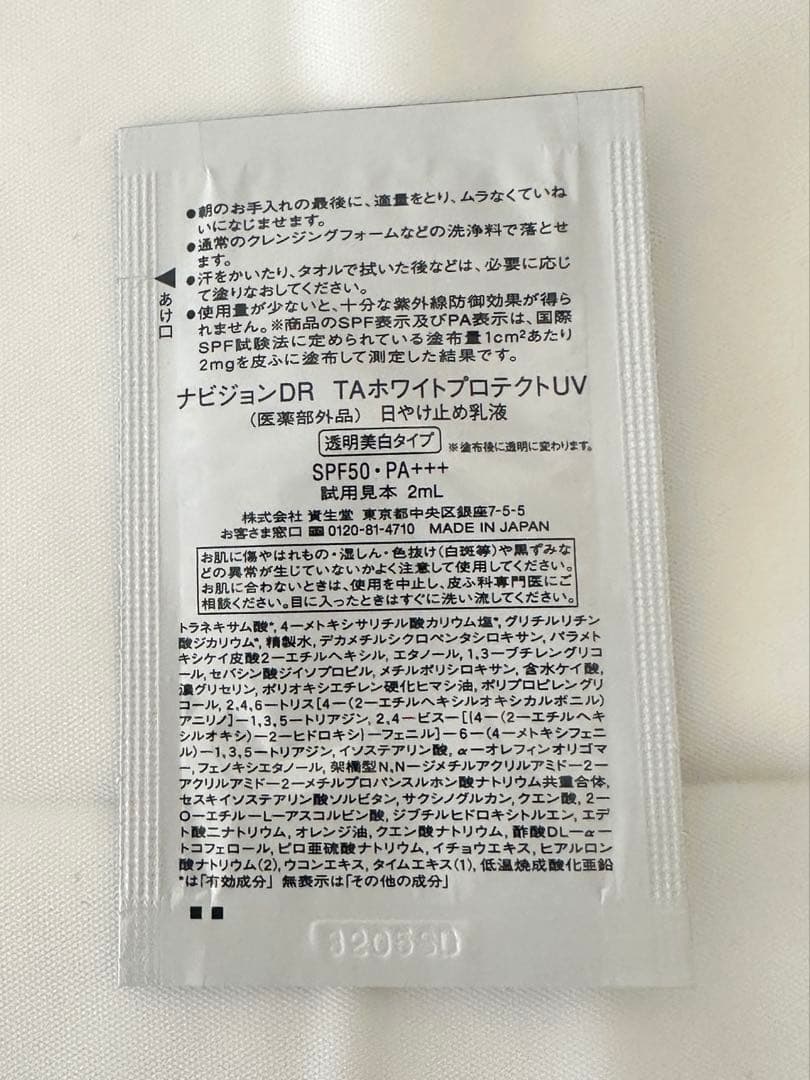 ●朝のお手入れの最後に、適量をとり、ムラなくていね
いになじませます。
●通常のクレンジングフォームなどの洗浄料で落とせ
ます。
●汗をかいたり、タオルで拭いた後などは、必要に応じ
て塗りなおしてください。
●使用量が少ないと、十分な紫外線防御効果が得ら
れません。※商品のSPF表示及びPA表示は、国際
SPF試験法に定められている塗布量1cm²あたり
2mgを皮ふに塗布して測定した結果です。
あけ口
ナビジョンDR TAホワイトプロテクトUV
(医薬部外品) 日やけ止め乳液
透明美白タイプ ※塗布後に透明に変わります。
SPF50・PA+++
試用見本 2mL
株式会社 資生堂 東京都中央区銀座7-5-5
お客さま窓口 0120-81-4710 MADE IN JAPAN
お肌に傷やはれもの・湿しん・色抜け(白斑等)や黒ずみな
どの異常が生じていないかよく注意して使用してください。
お肌に合わないときは、使用を中止し、皮ふ科専門医にご
相談ください。目に入ったときはすぐに洗い流してください。
トラネキサム酸*, 4−メトキシサリチル酸カリウム塩*, グリチルリチン
酸ジカリウム*, 精製水, デカメチルシクロペンタシロキサン, パラメト
キシケイ皮酸2−エチルヘキシル, エタノール, 1,3−ブチレングリコ
ール, セバシン酸ジイソプロピル, メチルポリシロキサン, 含水ケイ酸,
濃グリセリン, ポリオキシエチレン硬化ヒマシ油, ポリプロピレングリ
コール, 2,4,6−トリス[4−(2−エチルヘキシルオキシカルボニル)
アニリノ]−1,3,5−トリアジン, 2,4−ビス−[{4−(2−エチルヘキ
シルオキシ)−2−ヒドロキシ}−フェニル]−6−(4−メトキシフェニ
ル)−1,3,5−トリアジン, イソステアリン酸, α−オレフィンオリゴマ
ー, フェノキシエタノール, 架橋型N,N−ジメチルアクリルアミド−2−
アクリルアミド−2−メチルプロパンスルホン酸ナトリウム共重合体,
セスキイソステアリン酸ソルビタン, サクシノグルカン, クエン酸, 2−
O−エチル−L−アスコルビン酸, ジブチルヒドロキシトルエン, エデ
ト酸二ナトリウム, オレンジ油, クエン酸ナトリウム, 酢酸DL−α−
トコフェロール, ピロ亜硫酸ナトリウム, イチョウエキス, ヒアルロン
酸ナトリウム(2), ウコンエキス, タイムエキス(1), 低温焼成酸化亜鉛
*は「有効成分」 無表示は「その他の成分」